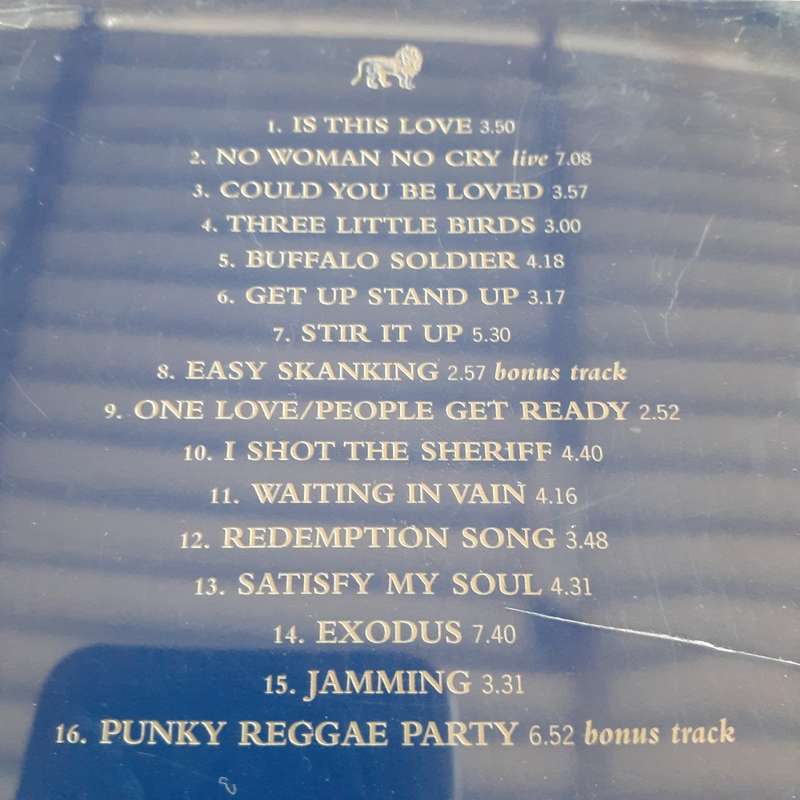 1. IS THIS LOVE 3.50
2. NO WOMAN NO CRY live 7.08
3. COULD YOU BE LOVED 3.57
4. THREE LITTLE BIRDS 3.00
5. BUFFALO SOLDIER 4.18
6. GET UP STAND UP 3.17
7. STIR IT UP 5.30
8. EASY SKANKING 2.57 bonus track
9. ONE LOVE/PEOPLE GET READY 2.52
10. I SHOT THE SHERIFF 4.40
11. WAITING IN VAIN 4.16
12. REDEMPTION SONG 3.48
13. SATISFY MY SOUL 4.31
14. EXODUS 7.40
15. JAMMING 3.31
16. PUNKY REGGAE PARTY 6.52 bonus track